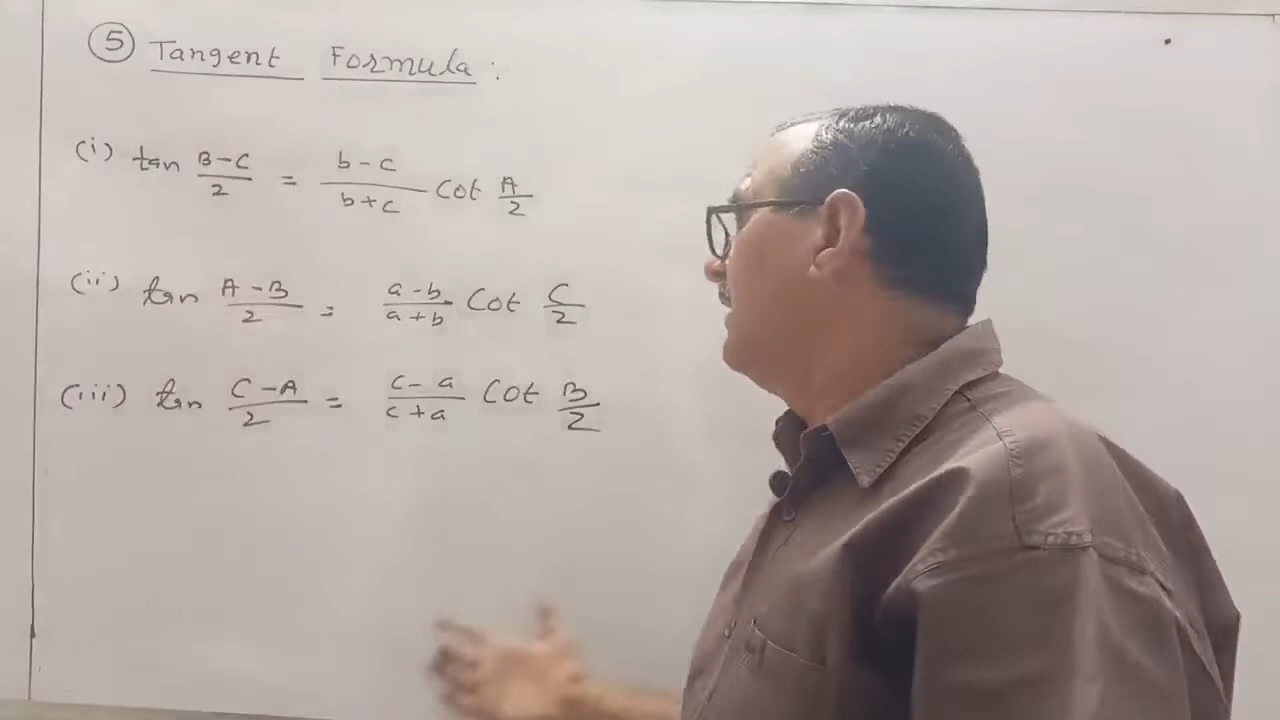 ⑤ Tangent Formula :
(i) tan B-C/2 = b-c/b+c Cot A/2
(ii) tan A-B/2 = a-b/a+b Cot C/2
(iii) tan C-A/2 = c-a/c+a Cot B/2